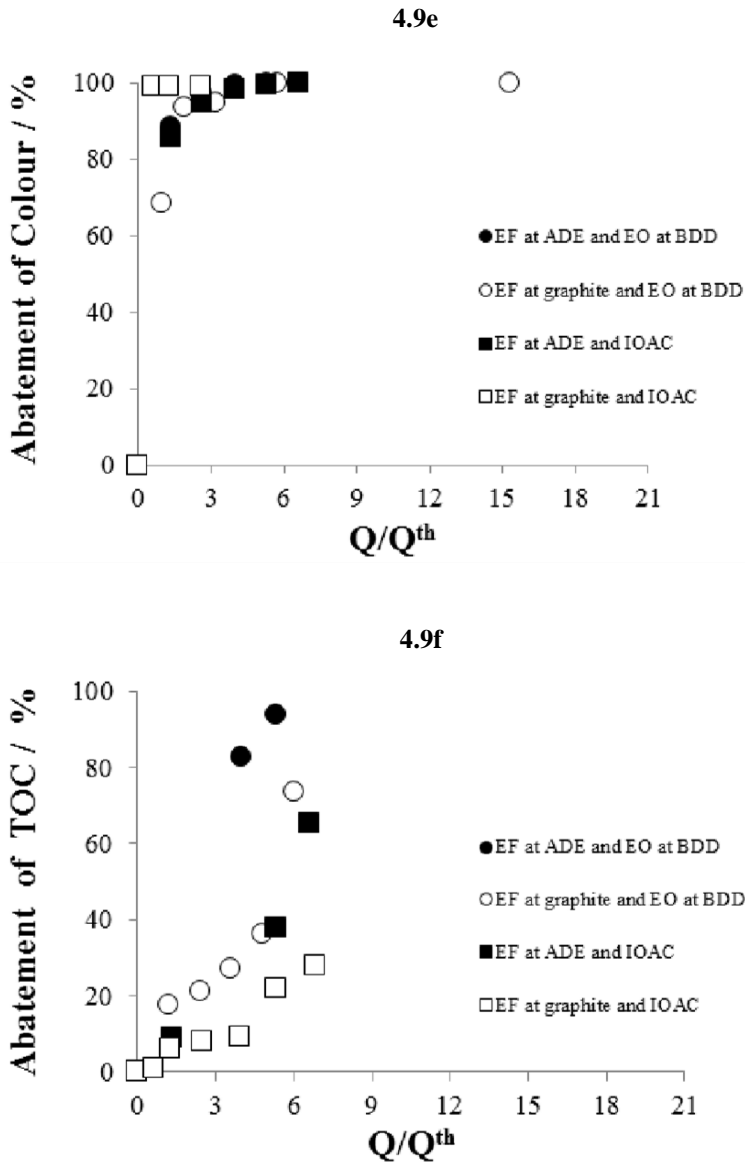 4.9e
Abatement of Colour / %
100
80
60
40
20
0
0 3 6 9 12 15 18 21
Q/Qth
EF at ADE and EO at BDD
EF at graphite and EO at BDD
EF at ADE and IOAC
EF at graphite and IOAC
4.9f
Abatement of TOC / %
100
80
60
40
20
0
0 3 6 9 12 15 18 21
Q/Qth
EF at ADE and EO at BDD
EF at graphite and EO at BDD
EF at ADE and IOAC
EF at graphite and IOAC